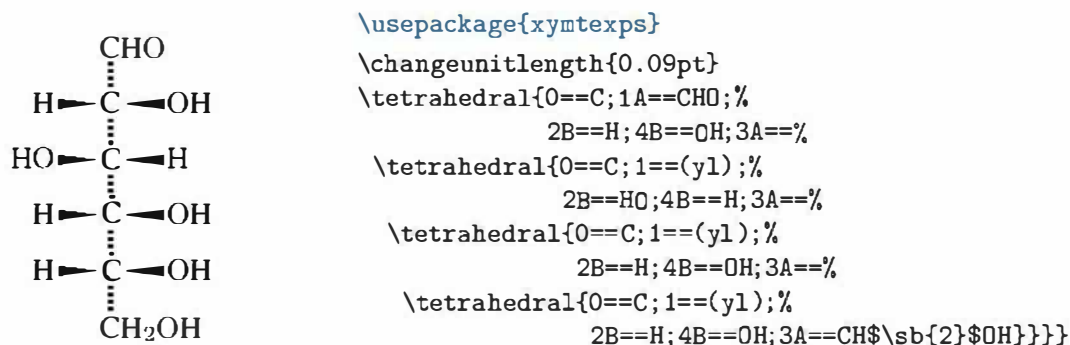 CHO
H C OH
HO C H
H C OH
H C OH
CH₂OH
\usepackage{xymtexps}
\changeunitlength{0.09pt}
\tetrahedral{0==C;1A==CHO;%
2B==H;4B==OH;3A==%
\tetrahedral{0==C;1==(yl);%
2B==HO;4B==H;3A==%
\tetrahedral{0==C;1==(yl);%
2B==H;4B==OH;3A==%
\tetrahedral{0==C;1==(yl);%
2B==H;4B==OH;3A==CH$\sb{2}$OH}}}}